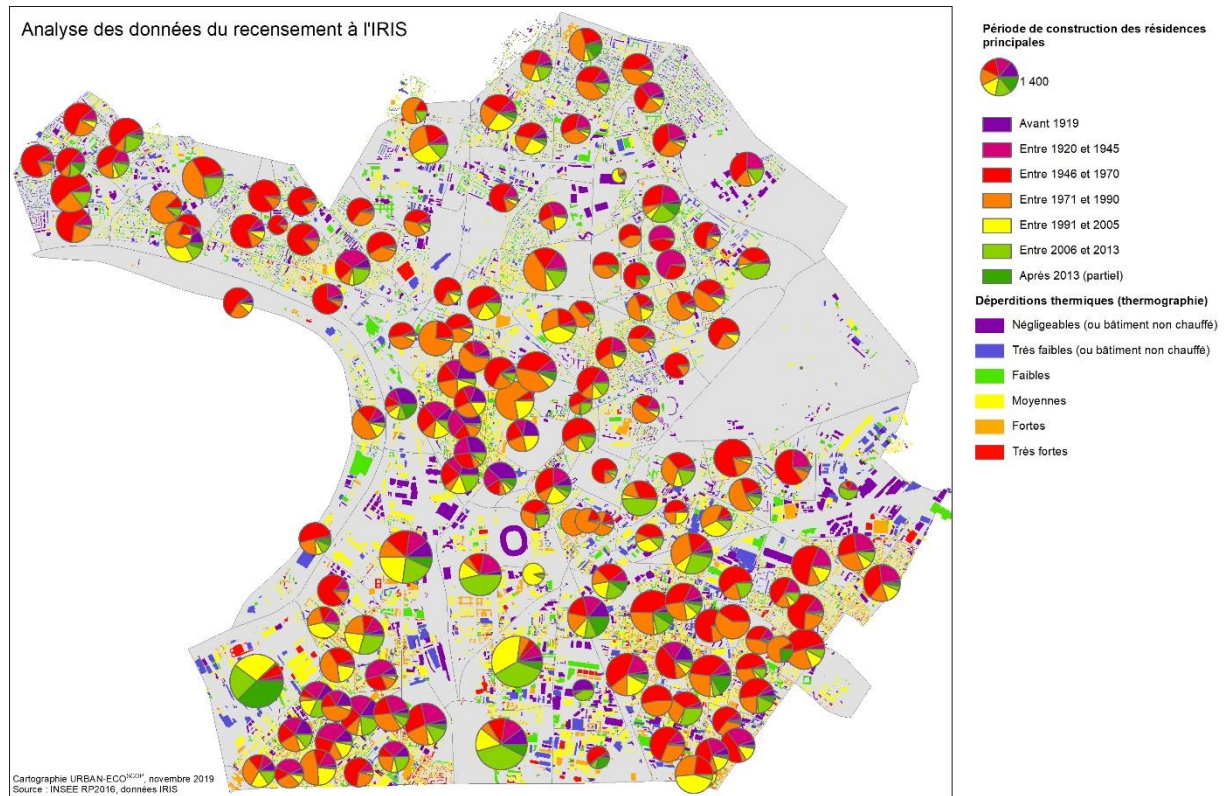 Analyse des données du recensement à l'IRIS
Cartographie URBAN-ECO SCOP, novembre 2019
Source : INSEE RP2016, données IRIS
Période de construction des résidences
principales
1 400
Avant 1919
Entre 1920 et 1945
Entre 1946 et 1970
Entre 1971 et 1990
Entre 1991 et 2005
Entre 2006 et 2013
Après 2013 (partiel)
Déperditions thermiques (thermographie)
Négligeables (ou bâtiment non chauffé)
Très faibles (ou bâtiment non chauffé)
Faibles
Moyennes
Fortes
Très fortes